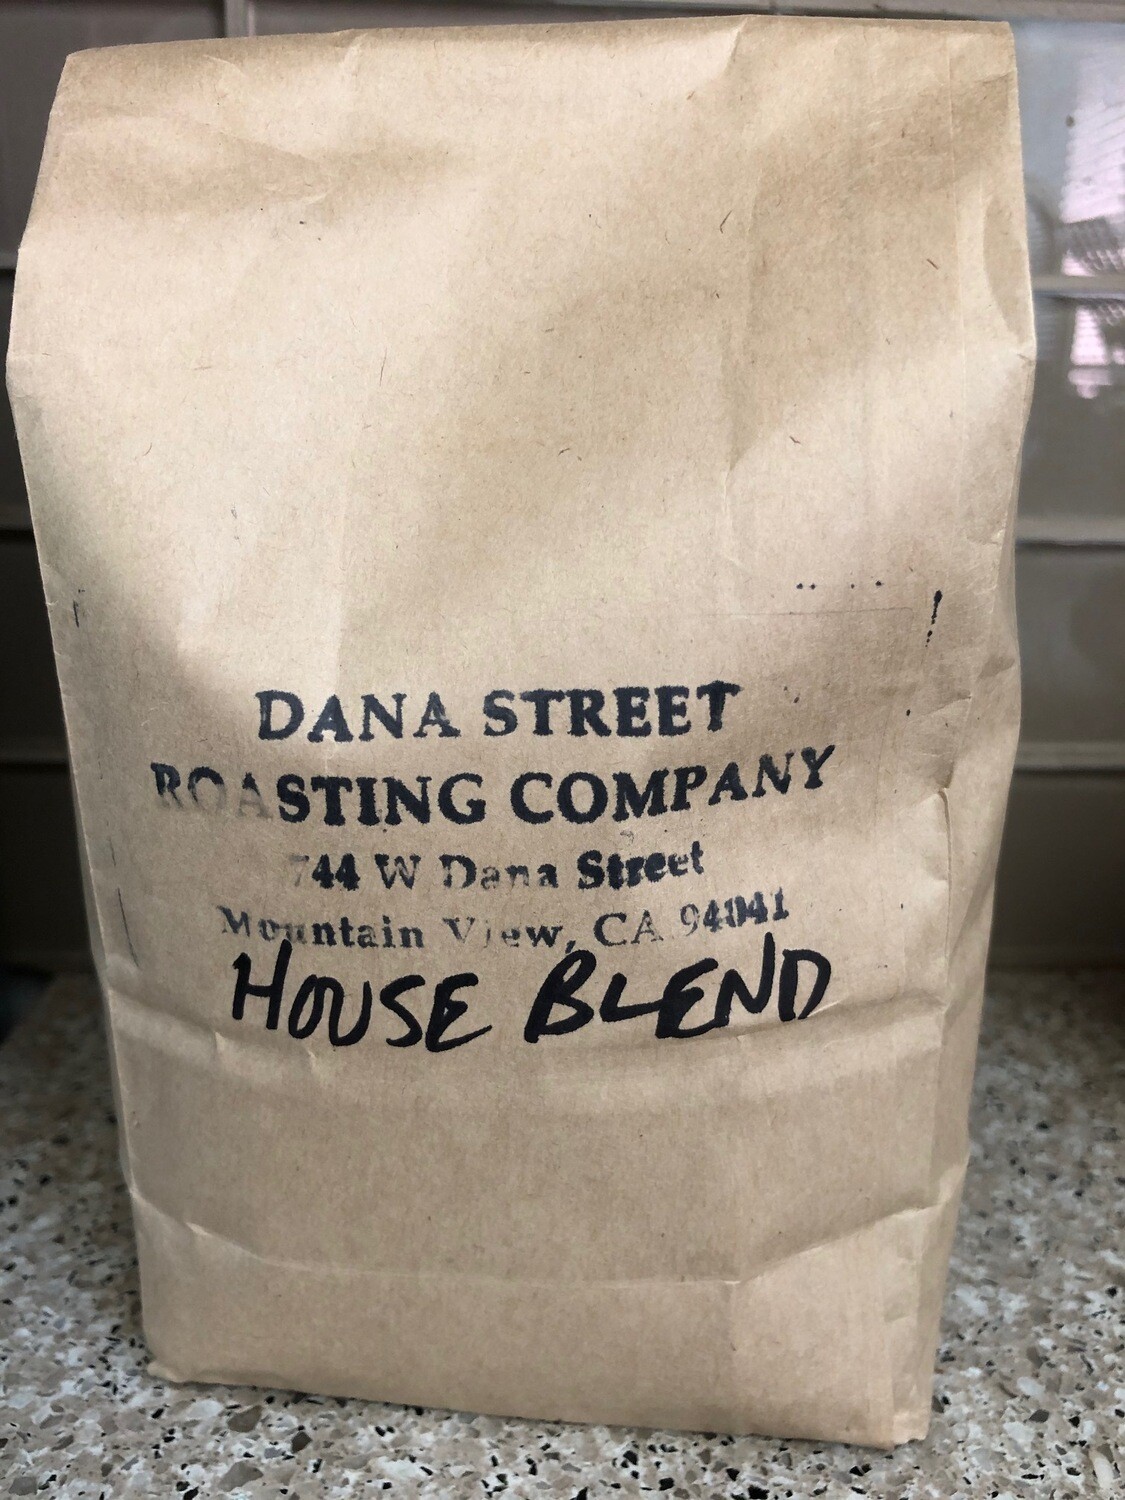 DANA STREET
ROASTING COMPANY
744 W Dana Street
Mountain View, CA 94041
HOUSE BLEND